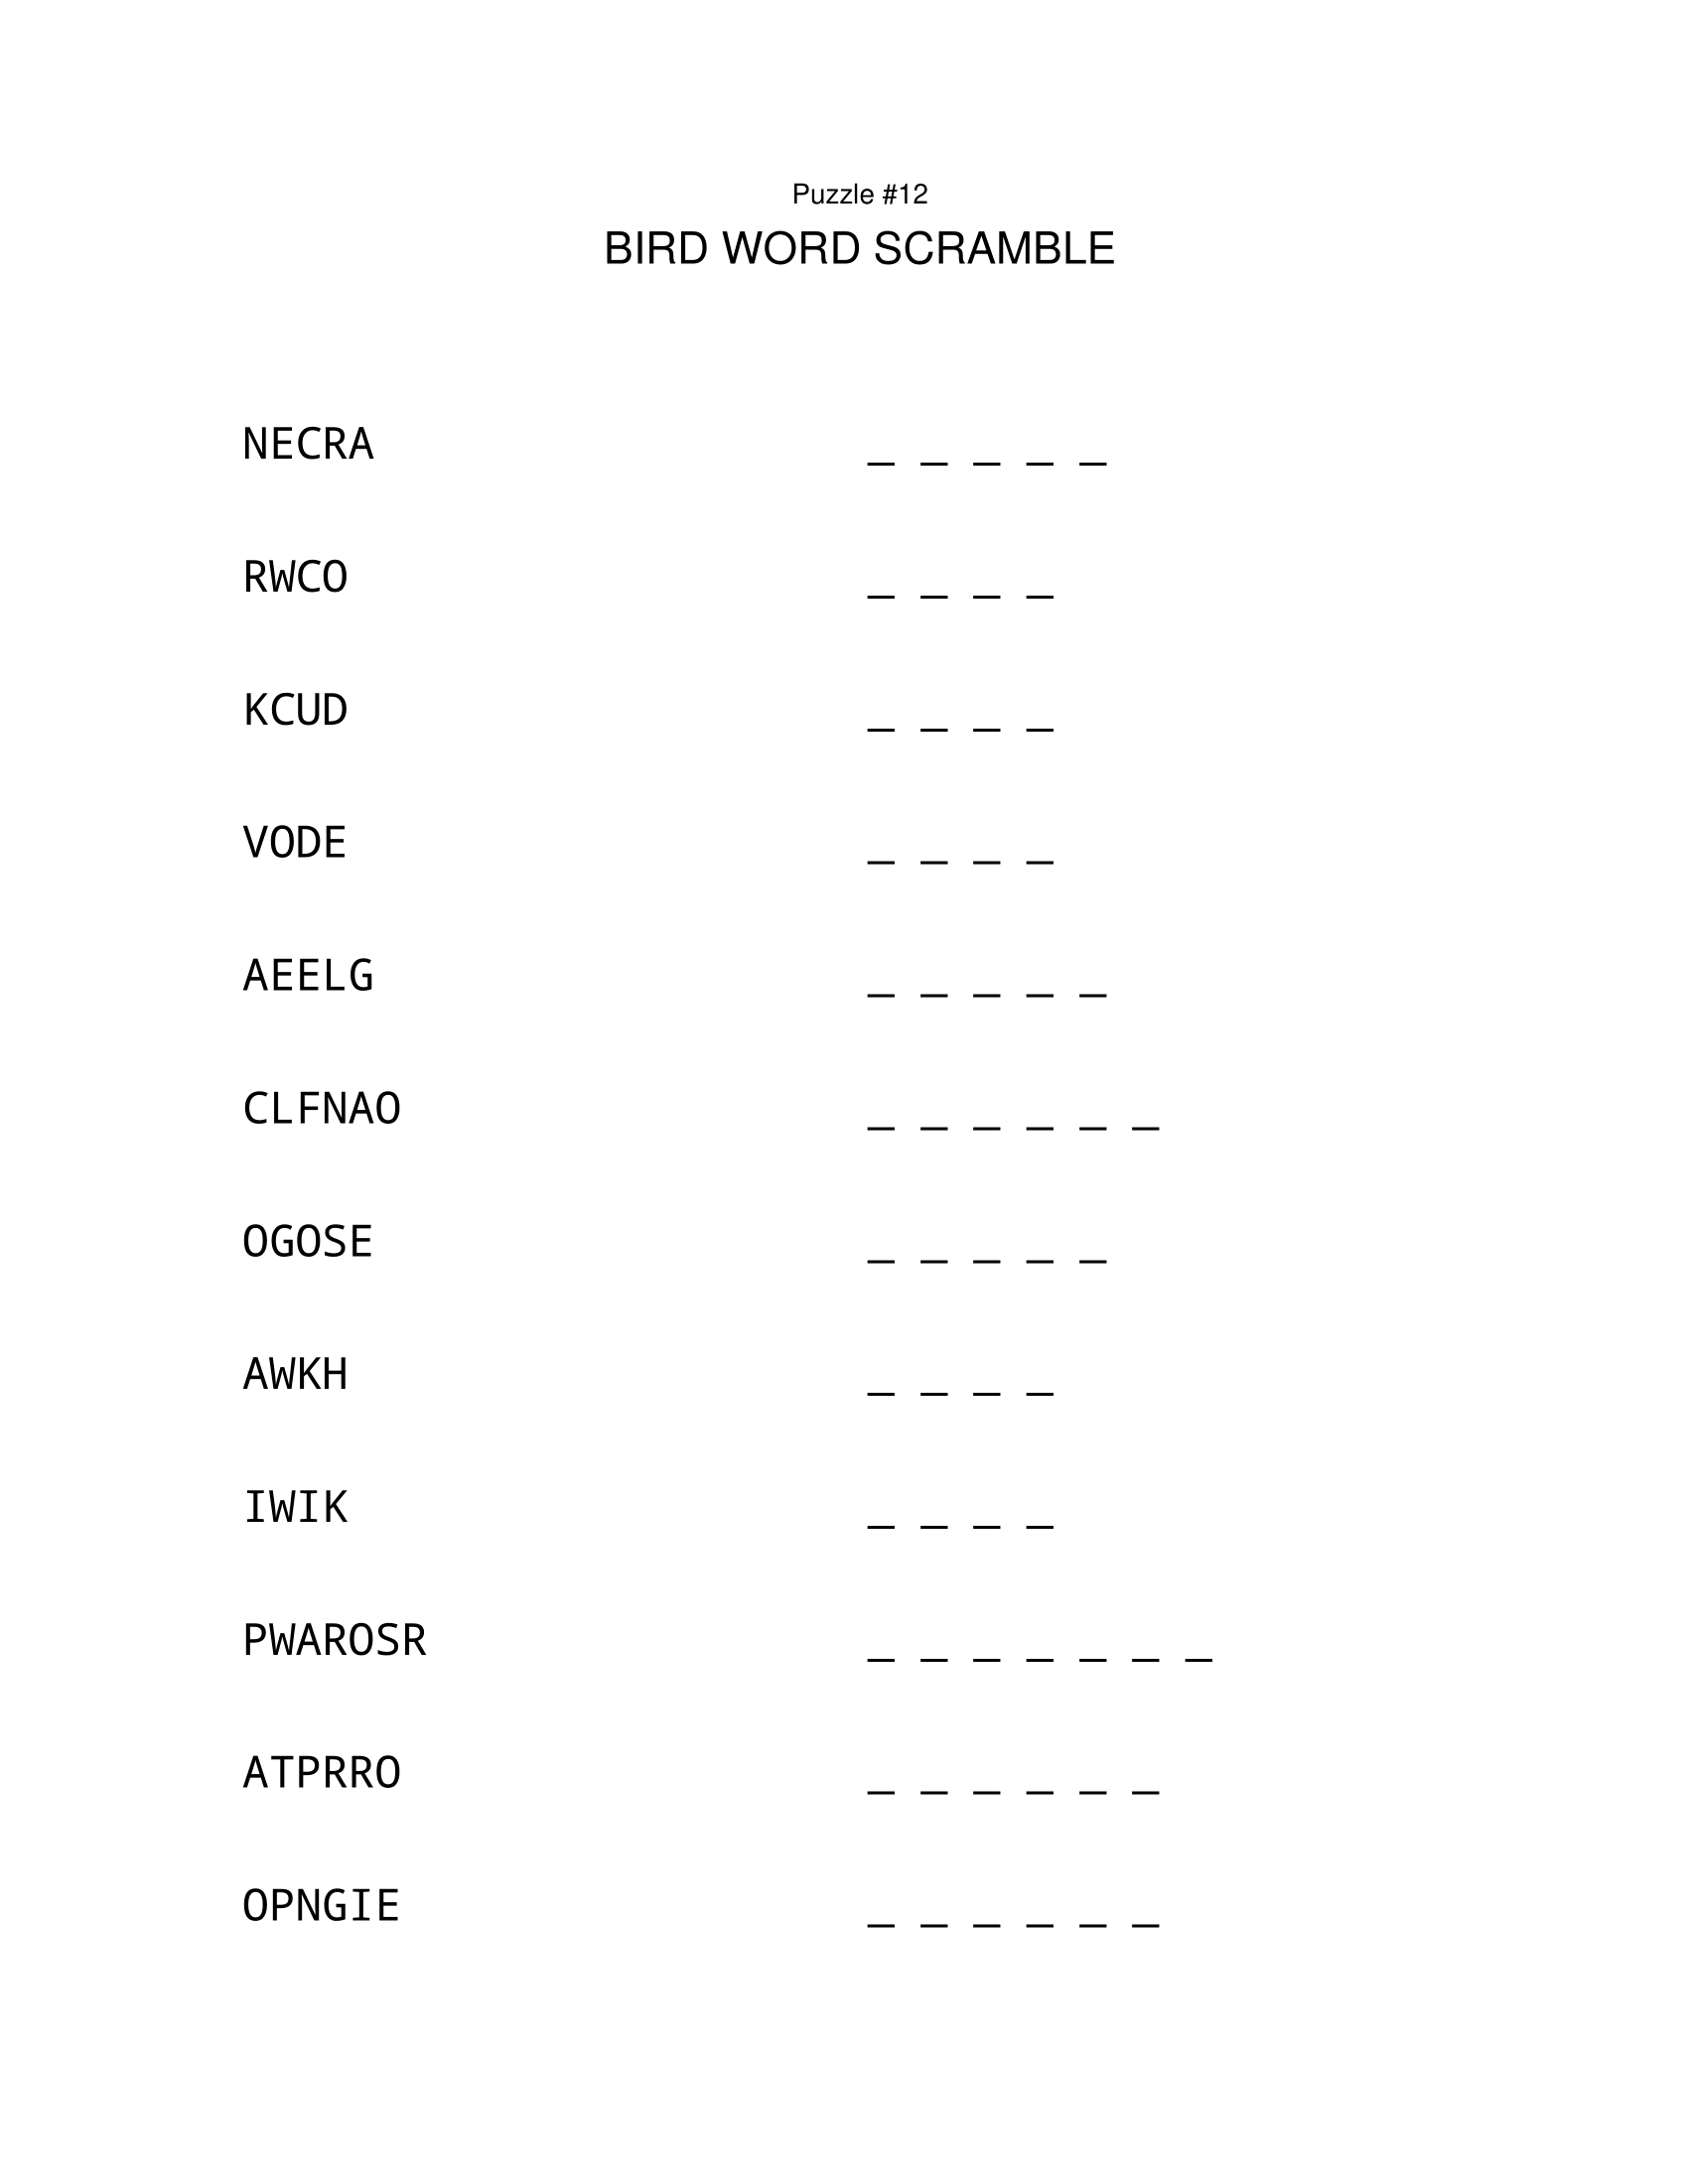 Puzzle #12
BIRD WORD SCRAMBLE
NECRA _ _ _ _ _
RWCO _ _ _ _
KCUD _ _ _ _
VODE _ _ _ _
AEELG _ _ _ _ _
CLFNAO _ _ _ _ _ _
OGOSE _ _ _ _ _
AWKH _ _ _ _
IWIK _ _ _ _
PWAROSR _ _ _ _ _ _ _
ATPRRO _ _ _ _ _ _
OPNGIE _ _ _ _ _ _